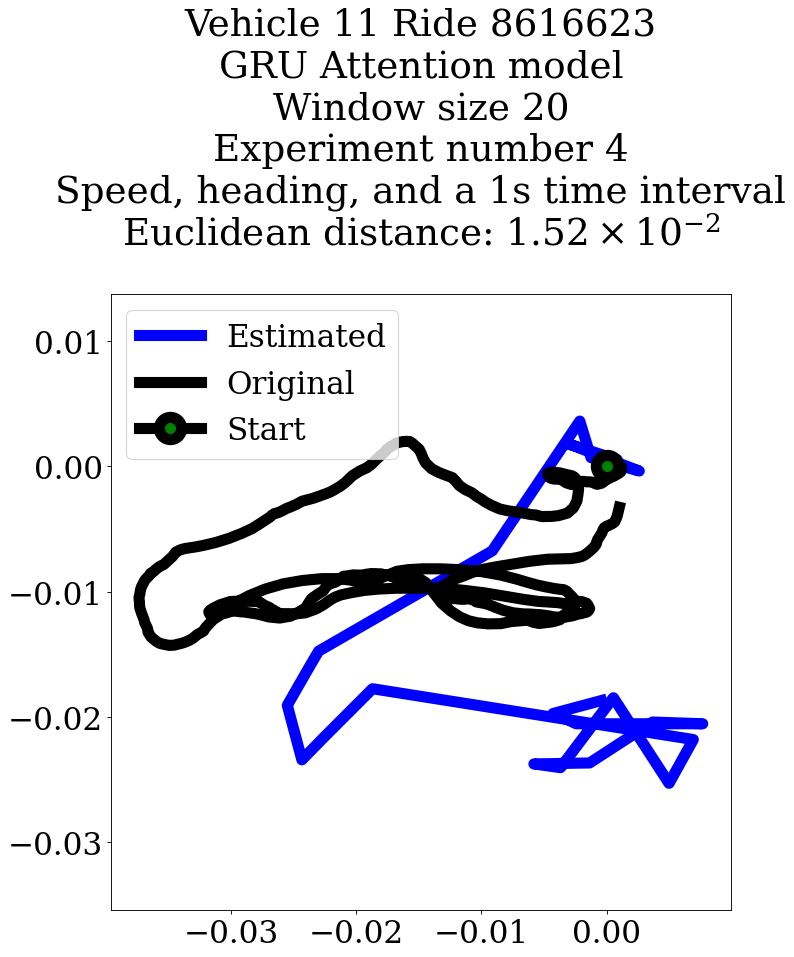 Vehicle 11 Ride 8616623
GRU Attention model
Window size 20
Experiment number 4
Speed, heading, and a 1s time interval
Euclidean distance: 1.52 × 10⁻²
Estimated
Original
Start
0.01
0.00
−0.01
−0.02
−0.03
−0.03
−0.02
−0.01
0.00